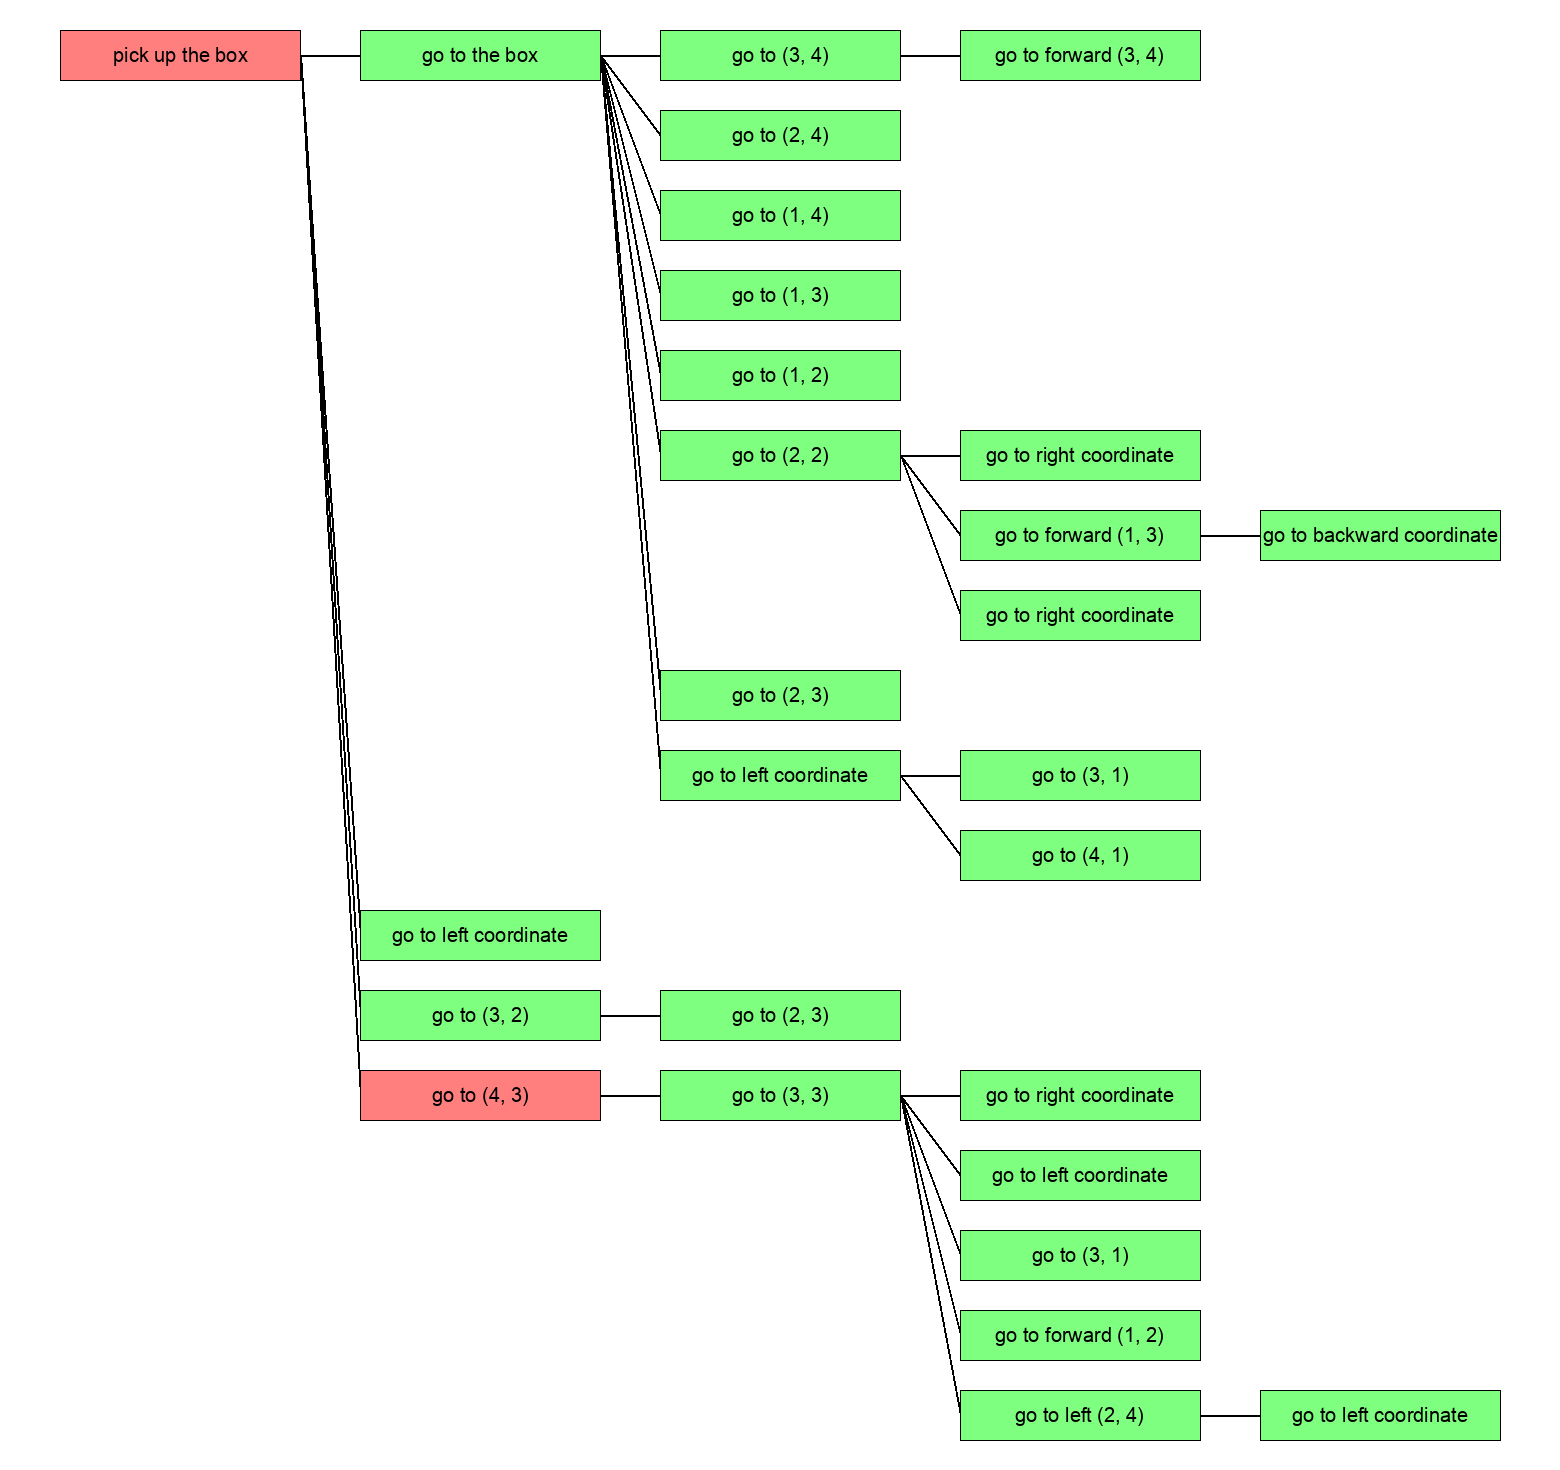 pick up the box
go to the box
go to (3, 4)
go to forward (3, 4)
go to (2, 4)
go to (1, 4)
go to (1, 3)
go to (1, 2)
go to (2, 2)
go to right coordinate
go to forward (1, 3)
go to backward coordinate
go to right coordinate
go to (2, 3)
go to left coordinate
go to (3, 1)
go to (4, 1)
go to left coordinate
go to (3, 2)
go to (2, 3)
go to (4, 3)
go to (3, 3)
go to right coordinate
go to left coordinate
go to (3, 1)
go to forward (1, 2)
go to left (2, 4)
go to left coordinate